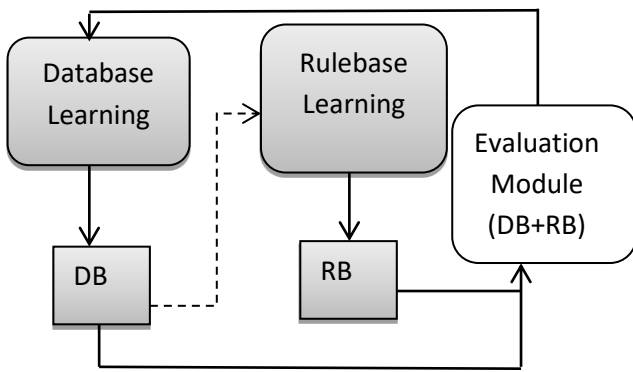 Database
Learning
Rulebase
Learning
Evaluation
Module
(DB+RB)
DB
RB